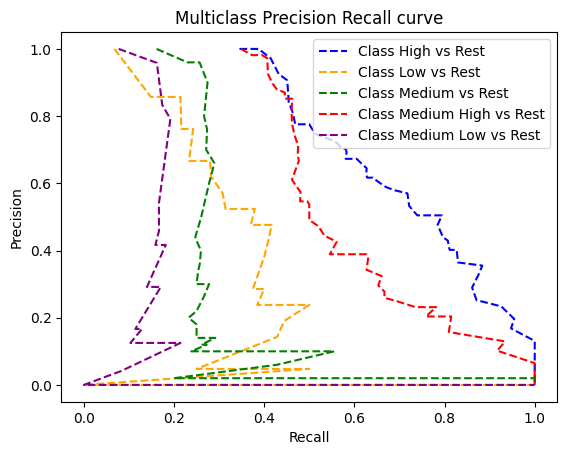 Multiclass Precision Recall curve
Class High vs Rest
Class Low vs Rest
Class Medium vs Rest
Class Medium High vs Rest
Class Medium Low vs Rest
Precision
1.0
0.8
0.6
0.4
0.2
0.0
0.0 0.2 0.4 0.6 0.8 1.0
Recall